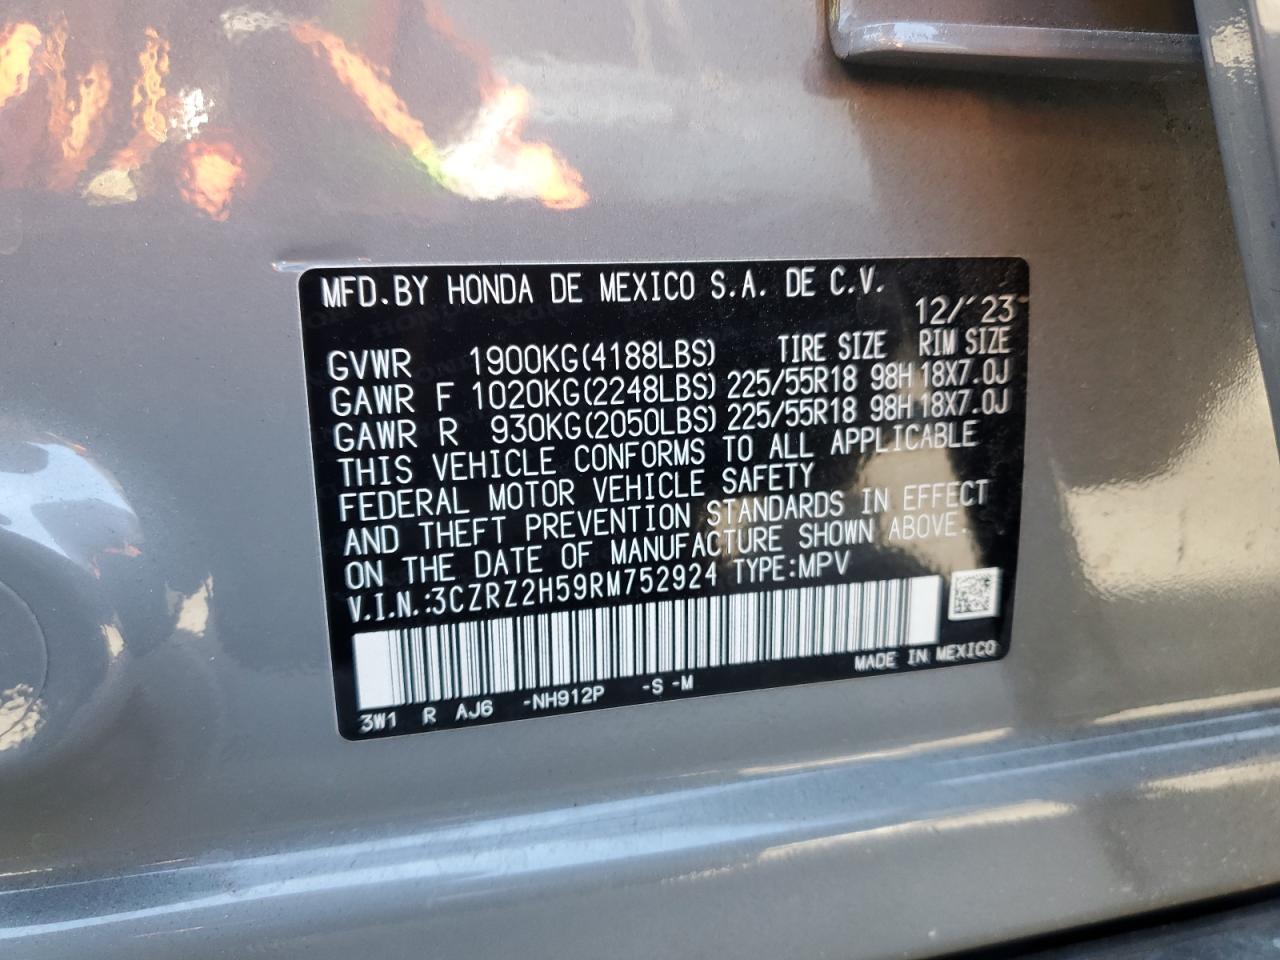 MFD.BY HONDA DE MEXICO S.A. DE C.V.
12/'23
GVWR 1900KG(4188LBS) TIRE SIZE RIM SIZE
GAWR F 1020KG(2248LBS) 225/55R18 98H 18X7.0J
GAWR R 930KG(2050LBS) 225/55R18 98H 18X7.0J
THIS VEHICLE CONFORMS TO ALL APPLICABLE
FEDERAL MOTOR VEHICLE SAFETY
AND THEFT PREVENTION STANDARDS IN EFFECT
ON THE DATE OF MANUFACTURE SHOWN ABOVE.
V.I.N.:3CZRZ2H59RM752924 TYPE:MPV
MADE IN MEXICO
3W1 R AJ6 -NH912P -S -M